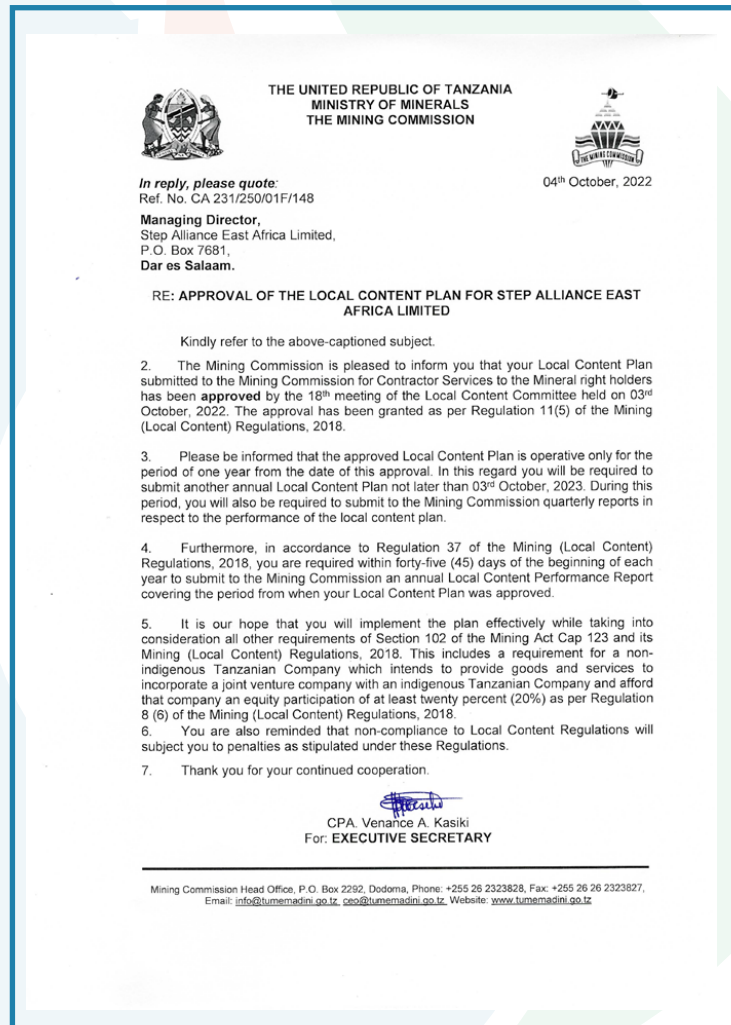 THE UNITED REPUBLIC OF TANZANIA
MINISTRY OF MINERALS
THE MINING COMMISSION
THE MINING COMMISSION
In reply, please quote:
04th October, 2022
Ref. No. CA 231/250/01F/148
Managing Director,
Step Alliance East Africa Limited,
P.O. Box 7681,
Dar es Salaam.
RE: APPROVAL OF THE LOCAL CONTENT PLAN FOR STEP ALLIANCE EAST
AFRICA LIMITED
Kindly refer to the above-captioned subject.
2. The Mining Commission is pleased to inform you that your Local Content Plan
submitted to the Mining Commission for Contractor Services to the Mineral right holders
has been approved by the 18th meeting of the Local Content Committee held on 03rd
October, 2022. The approval has been granted as per Regulation 11(5) of the Mining
(Local Content) Regulations, 2018.
3. Please be informed that the approved Local Content Plan is operative only for the
period of one year from the date of this approval. In this regard you will be required to
submit another annual Local Content Plan not later than 03rd October, 2023. During this
period, you will also be required to submit to the Mining Commission quarterly reports in
respect to the performance of the local content plan.
4. Furthermore, in accordance to Regulation 37 of the Mining (Local Content)
Regulations, 2018, you are required within forty-five (45) days of the beginning of each
year to submit to the Mining Commission an annual Local Content Performance Report
covering the period from when your Local Content Plan was approved.
5. It is our hope that you will implement the plan effectively while taking into
consideration all other requirements of Section 102 of the Mining Act Cap 123 and its
Mining (Local Content) Regulations, 2018. This includes a requirement for a non-
indigenous Tanzanian Company which intends to provide goods and services to
incorporate a joint venture company with an indigenous Tanzanian Company and afford
that company an equity participation of at least twenty percent (20%) as per Regulation
8 (6) of the Mining (Local Content) Regulations, 2018.
6. You are also reminded that non-compliance to Local Content Regulations will
subject you to penalties as stipulated under these Regulations.
7. Thank you for your continued cooperation.
CPA. Venance A. Kasiki
For: EXECUTIVE SECRETARY
Mining Commission Head Office, P.O. Box 2292, Dodoma, Phone: +255 26 2323828, Fax: +255 26 26 2323827,
Email: info@tumemadini.go.tz ceo@tumemadini.go.tz Website: www.tumemadini.go.tz